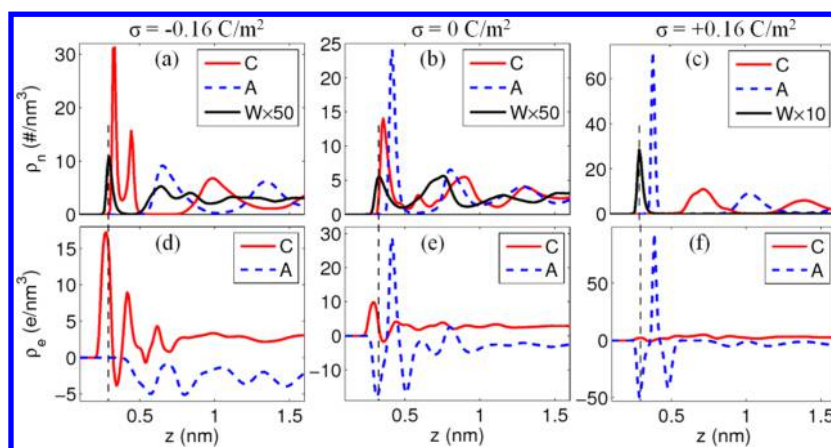 σ = -0.16 C/m² σ = 0 C/m² σ = +0.16 C/m²
(a) C A W×50
(b) C A W×50
(c) C A W×10
ρn (#/nm³)
30 20 10 0
25 20 15 10 5 0
60 40 20 0
(d) C A
(e) C A
(f) C A
ρe (e/nm³)
15 10 5 0 -5
20 10 0 -10
50 0 -50
0.5 1 1.5 0.5 1 1.5 0.5 1 1.5
z (nm) z (nm) z (nm)